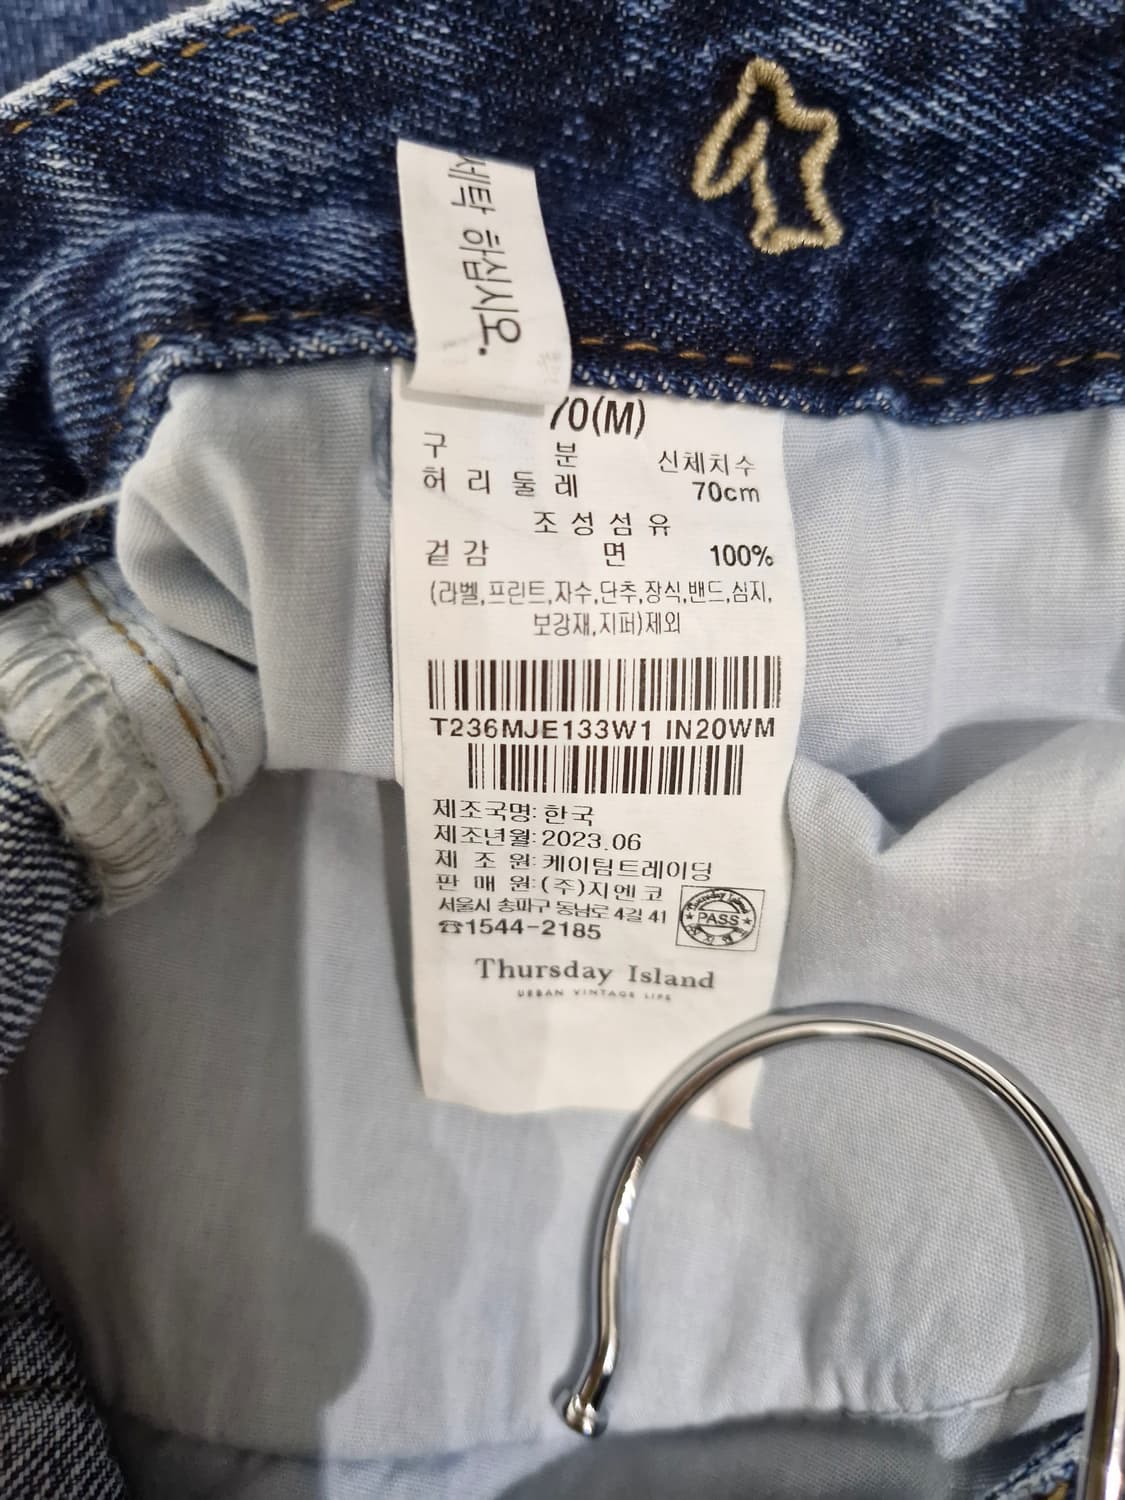 세탁 하십시오.
70(M)
구 분 신체치수
허리둘레 70cm
조성섬유
겉감 면 100%
(라벨,프린트,자수,단추,장식,밴드,심지,
보강재,지퍼)제외
T236MJE133W1 IN20WM
제조국명: 한국
제조년월: 2023.06
제 조 원: 케이팀트레이딩
판 매 원: (주)지엔코
서울시 송파구 동남로 4길 41
☎1544-2185
Thursday Island
PASS
Thursday Island
URBAN VINTAGE LIFE